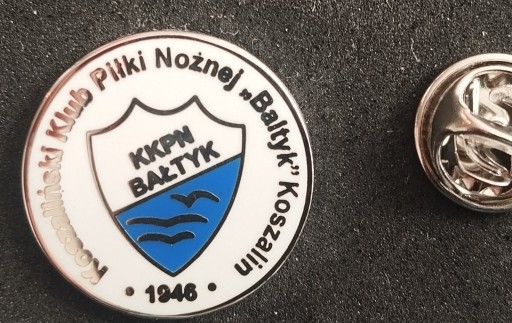 Koszaliński Klub Piłki Nożnej „Bałtyk” Koszalin
KKPN
BAŁTYK
• 1946 •